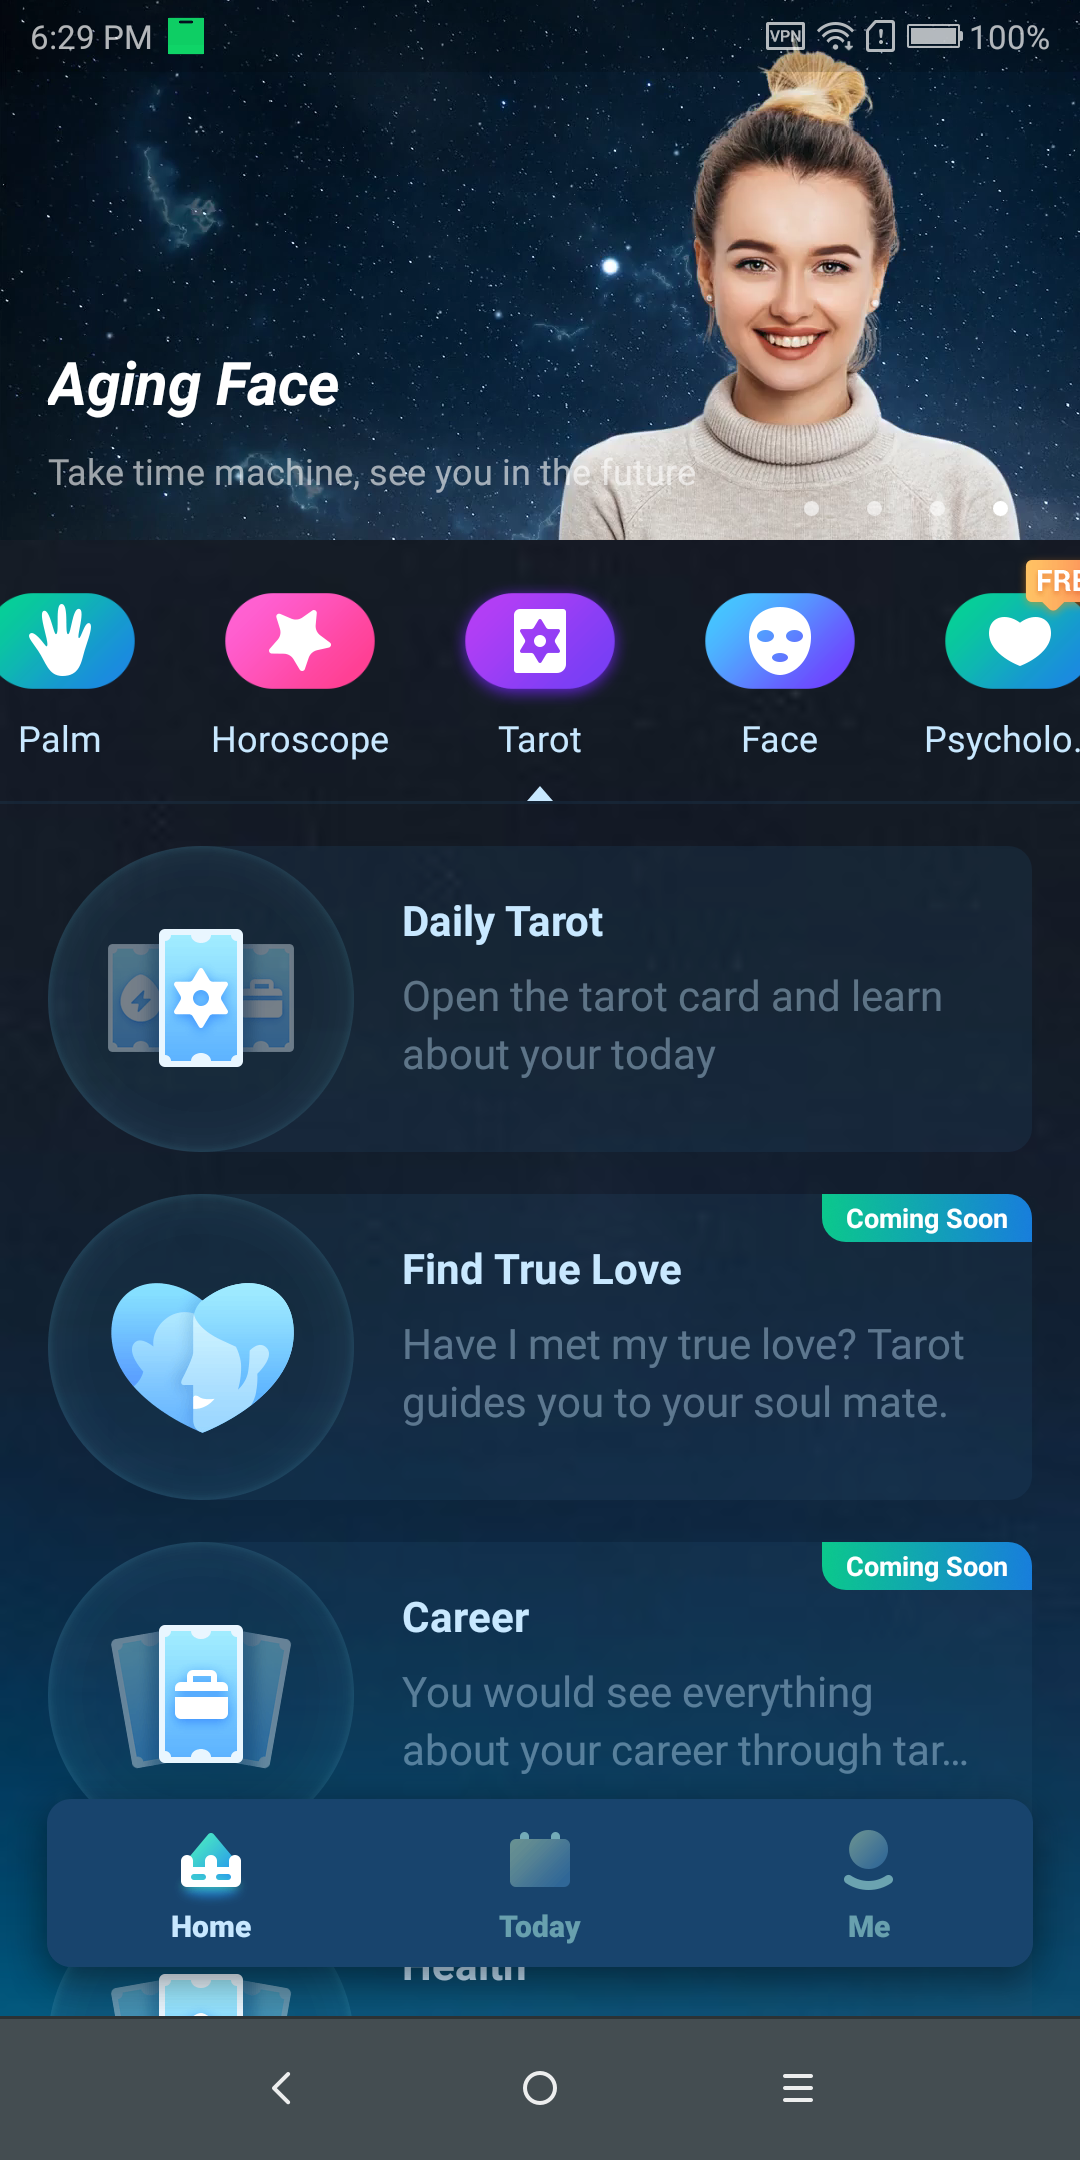 6:29 PM
VPN
100%
Aging Face
Take time machine, see you in the future
FRE
Palm
Horoscope
Tarot
Face
Psycholo.
Daily Tarot
Open the tarot card and learn
about your today
Coming Soon
Find True Love
Have I met my true love? Tarot
guides you to your soul mate.
Coming Soon
Career
You would see everything
about your career through tar...
Home
Today
Me
Health